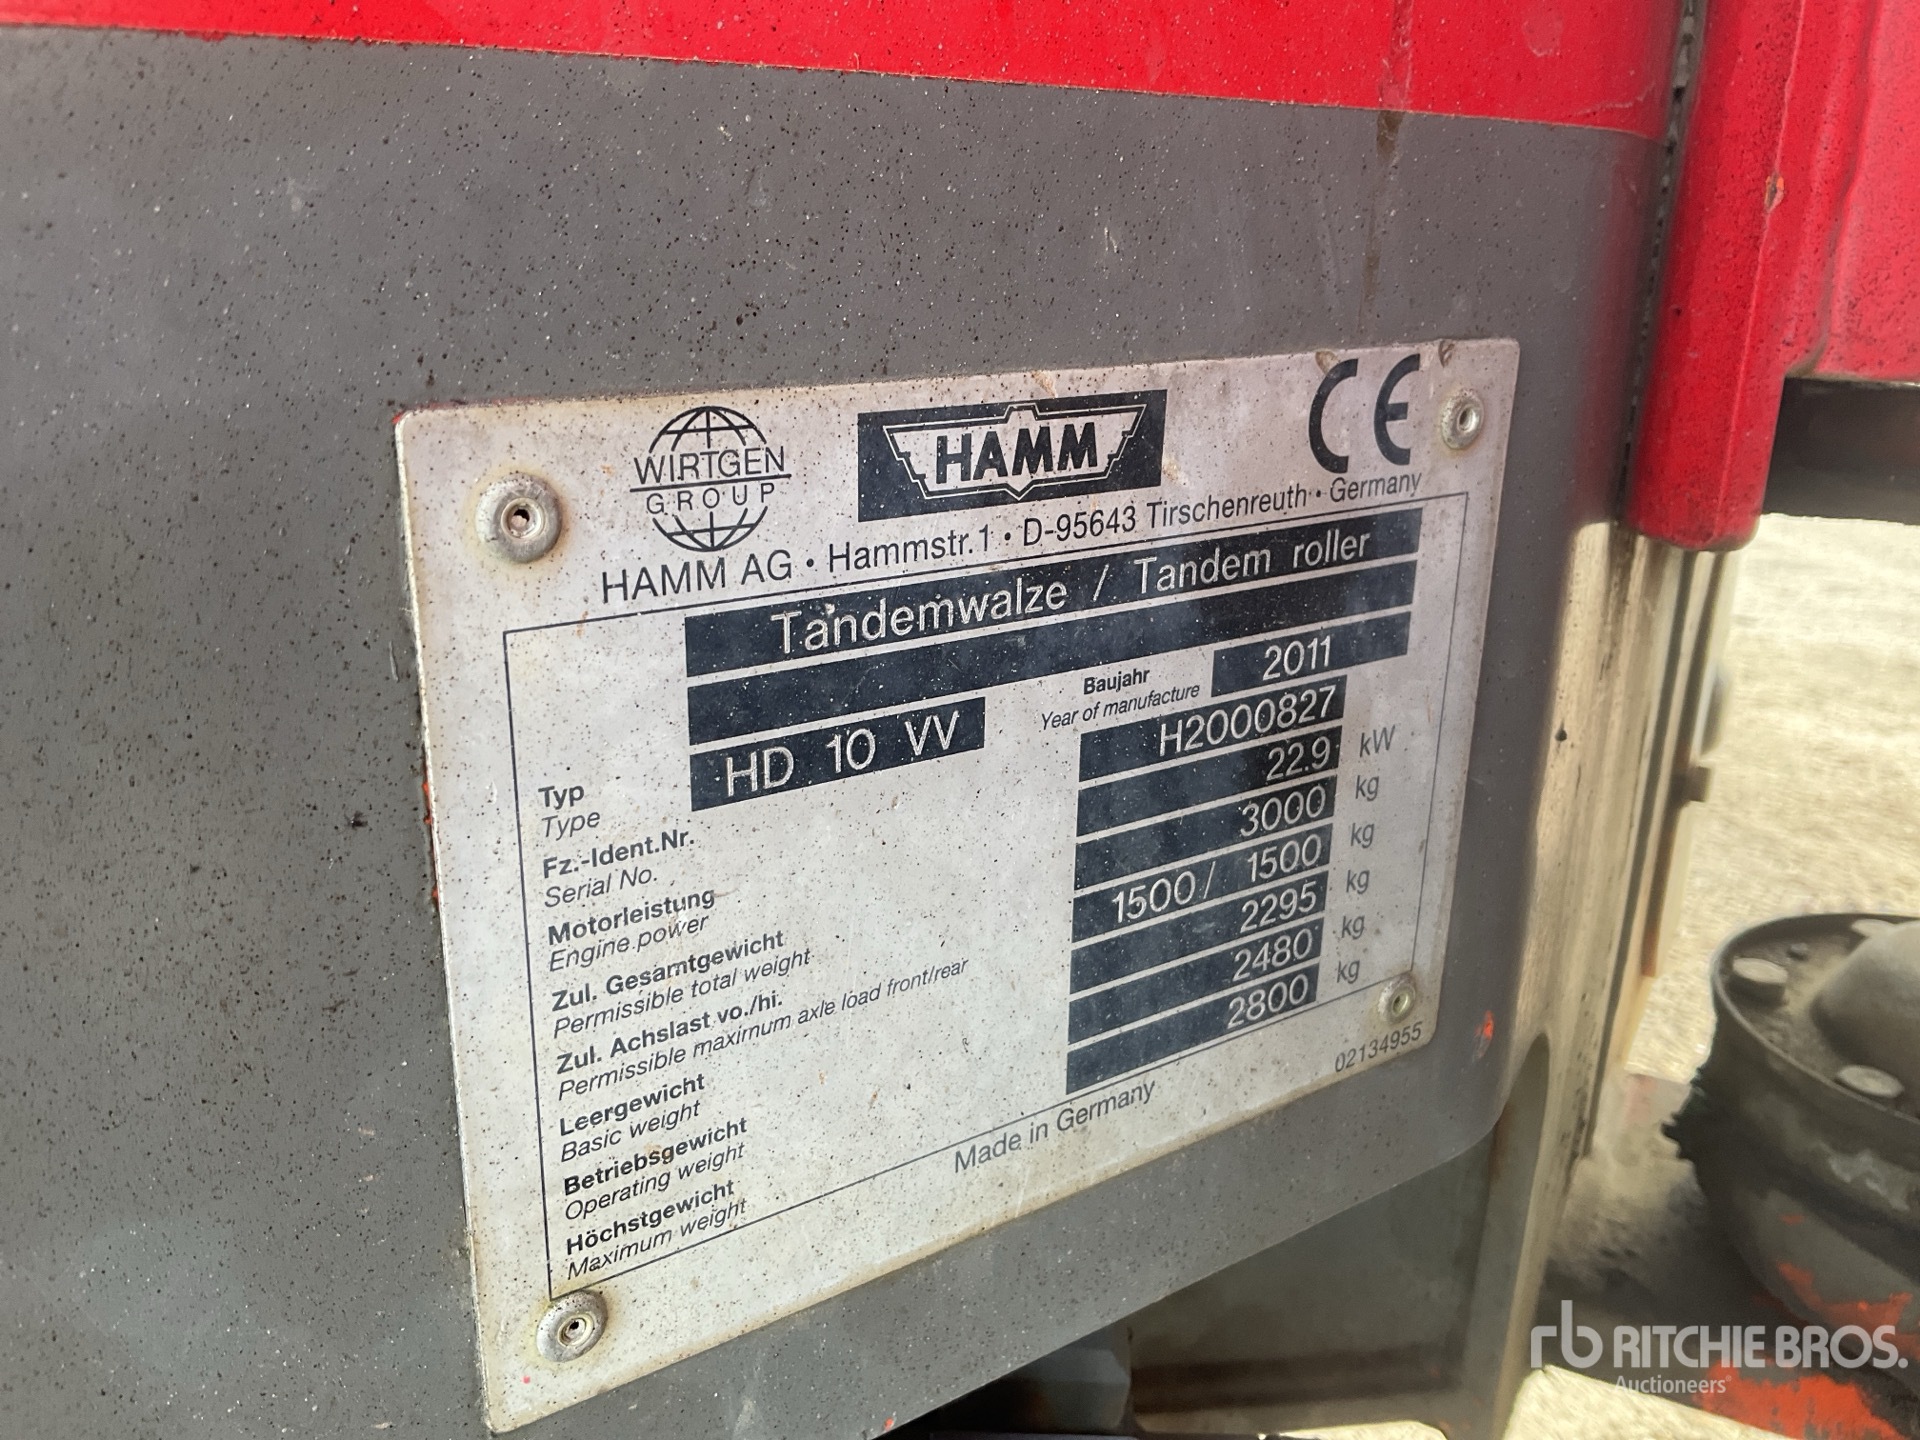 WIRTGEN
GROUP
HAMM
CE
HAMM AG · Hammstr.1 · D-95643 Tirschenreuth · Germany
Tandemwalze / Tandem roller
Baujahr
Year of manufacture
2011
Typ
Type
HD 10 VV
Fz.-Ident.Nr.
Serial No.
H2000827
Motorleistung
Engine power
22.9 kW
Zul. Gesamtgewicht
Permissible total weight
3000 kg
Zul. Achslast vo./hi.
Permissible maximum axle load front/rear
1500/ 1500 kg
Leergewicht
Basic weight
2295 kg
Betriebsgewicht
Operating weight
2480 kg
Höchstgewicht
Maximum weight
2800 kg
Made in Germany
02134955
rb RITCHIE BROS.
Auctioneers